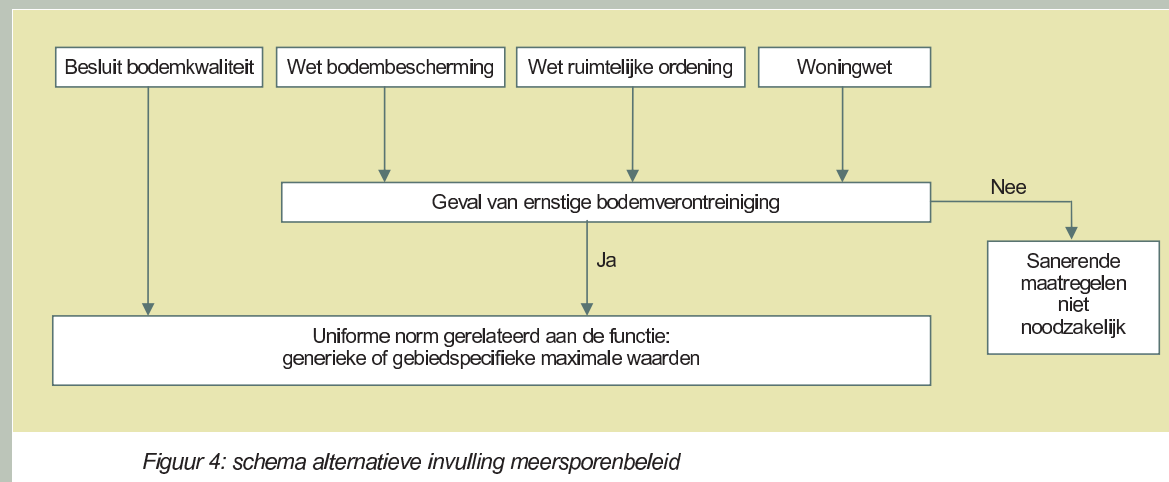 Besluit bodemkwaliteit
Wet bodembescherming
Wet ruimtelijke ordening
Woningwet
Geval van ernstige bodemverontreiniging
Nee
Ja
Sanerende
maatregelen
niet
noodzakelijk
Uniforme norm gerelateerd aan de functie:
generieke of gebiedspecifieke maximale waarden
Figuur 4: schema alternatieve invulling meersporenbeleid